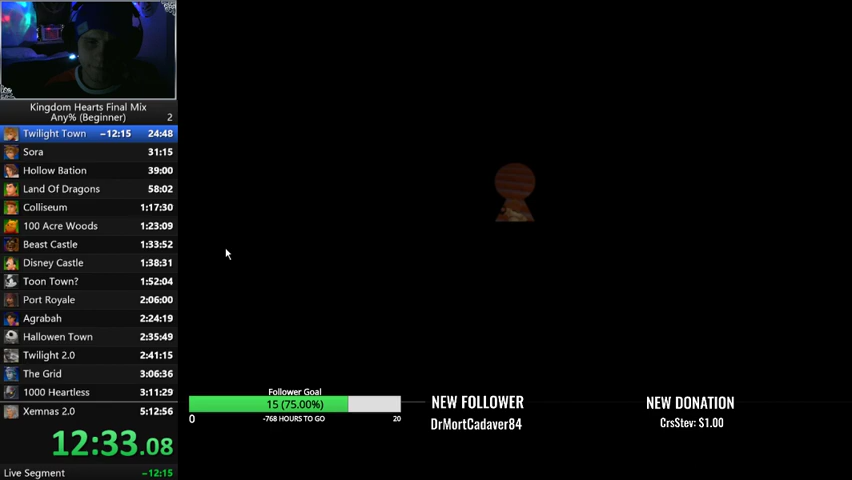 Kingdom Hearts Final Mix
Any% (Beginner) 2
Twilight Town −12:15 24:48
Sora 31:15
Hollow Bation 39:00
Land Of Dragons 58:02
Colliseum 1:17:30
100 Acre Woods 1:23:09
Beast Castle 1:33:52
Disney Castle 1:38:31
Toon Town? 1:52:04
Port Royale 2:06:00
Agrabah 2:24:19
Hallowen Town 2:35:49
Twilight 2.0 2:41:15
The Grid 3:06:36
1000 Heartless 3:11:29
Xemnas 2.0 5:12:56
12:33.08
Live Segment −12:15
Follower Goal
15 (75.00%)
0 -768 HOURS TO GO 20
NEW FOLLOWER
DrMortCadaver84
NEW DONATION
CrsStev: $1.00